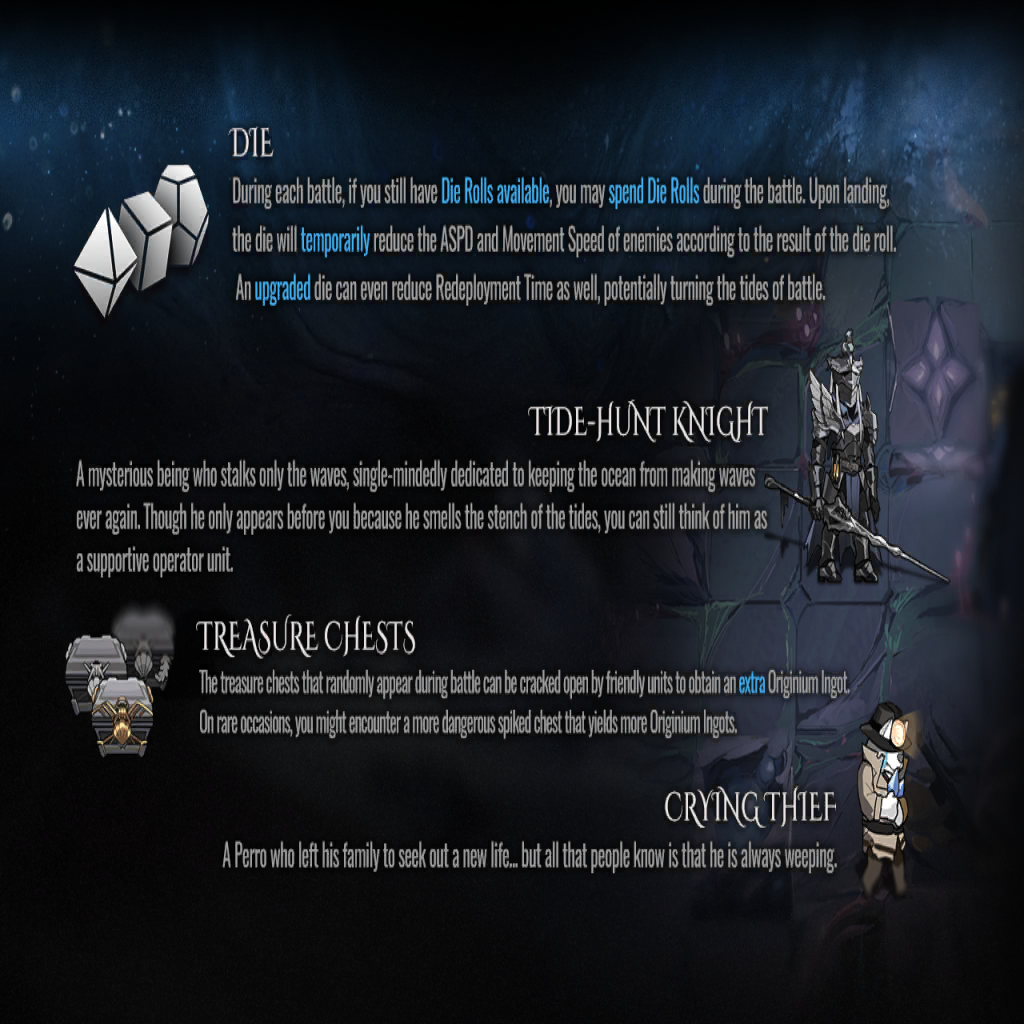 DIE
During each battle, if you still have Die Rolls available, you may spend Die Rolls during the battle. Upon landing,
the die will temporarily reduce the ASPD and Movement Speed of enemies according to the result of the die roll.
An upgraded die can even reduce Redeployment Time as well, potentially turning the tides of battle.
TIDE-HUNT KNIGHT
A mysterious being who stalks only the waves, single-mindedly dedicated to keeping the ocean from making waves
ever again. Though he only appears before you because he smells the stench of the tides, you can still think of him as
a supportive operator unit.
TREASURE CHESTS
The treasure chests that randomly appear during battle can be cracked open by friendly units to obtain an extra Originium Ingot.
On rare occasions, you might encounter a more dangerous spiked chest that yields more Originium Ingots.
CRYING THIEF
A Perro who left his family to seek out a new life... but all that people know is that he is always weeping.